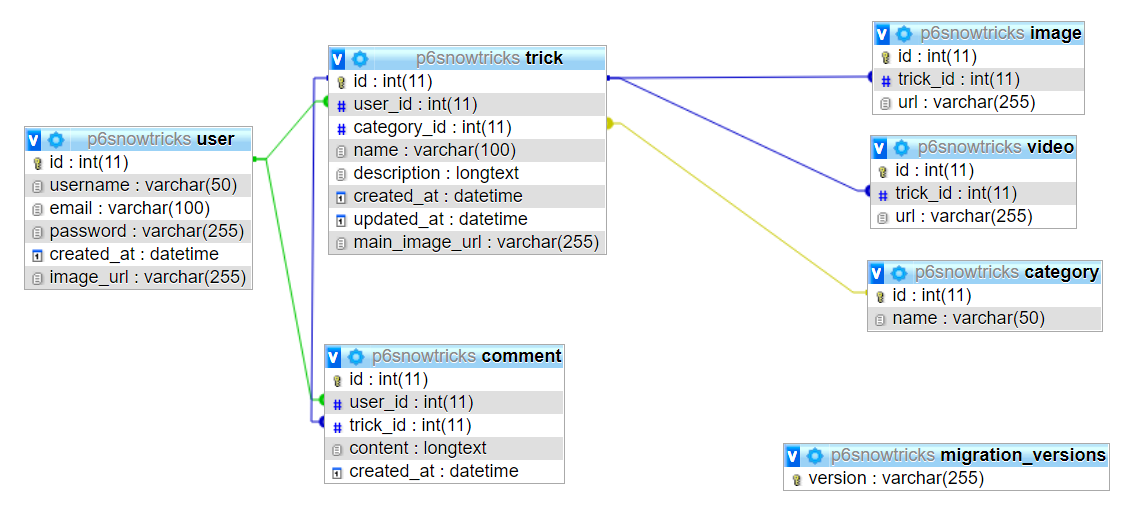 p6snowtricks user
id : int(11)
username : varchar(50)
email : varchar(100)
password : varchar(255)
created_at : datetime
image_url : varchar(255)
p6snowtricks trick
id : int(11)
user_id : int(11)
category_id : int(11)
name : varchar(100)
description : longtext
created_at : datetime
updated_at : datetime
main_image_url : varchar(255)
p6snowtricks comment
id : int(11)
user_id : int(11)
trick_id : int(11)
content : longtext
created_at : datetime
p6snowtricks image
id : int(11)
trick_id : int(11)
url : varchar(255)
p6snowtricks video
id : int(11)
trick_id : int(11)
url : varchar(255)
p6snowtricks category
id : int(11)
name : varchar(50)
p6snowtricks migration_versions
version : varchar(255)